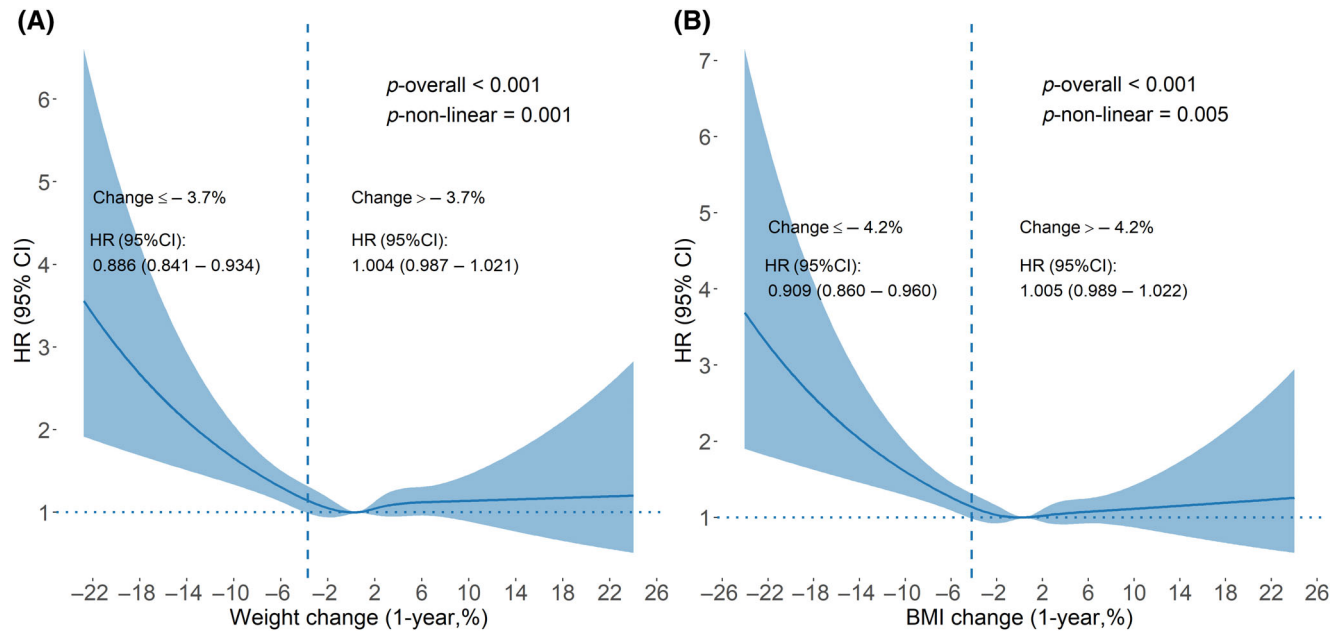 (A)
p-overall < 0.001
p-non-linear = 0.001
Change ≤ – 3.7%
Change > – 3.7%
HR (95%CI):
0.886 (0.841 – 0.934)
HR (95%CI):
1.004 (0.987 – 1.021)
HR (95% CI)
6
5
4
3
2
1
–22 –18 –14 –10 –6 –2 2 6 10 14 18 22 26
Weight change (1-year,%)
(B)
p-overall < 0.001
p-non-linear = 0.005
Change ≤ – 4.2%
Change > – 4.2%
HR (95%CI):
0.909 (0.860 – 0.960)
HR (95%CI):
1.005 (0.989 – 1.022)
HR (95% CI)
7
6
5
4
3
2
1
–22 –18 –14 –10 –6 –2 2 6 10 14 18 22 26
BMI change (1-year,%)